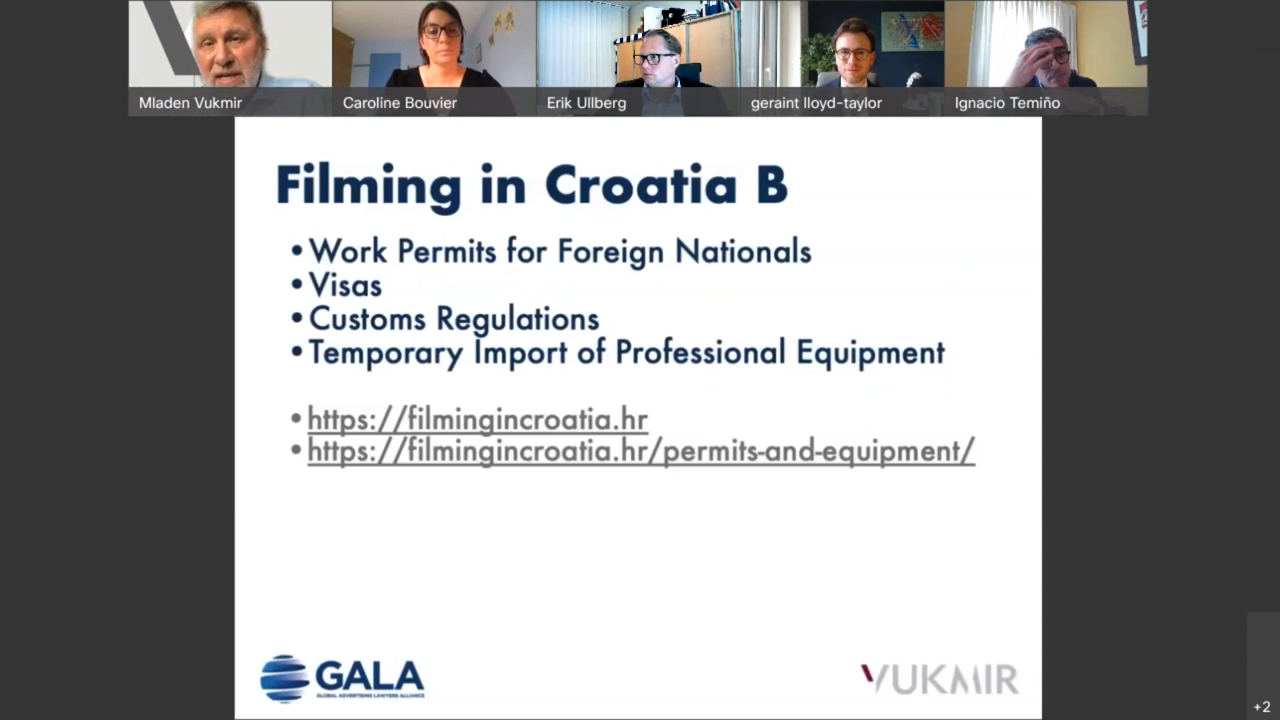 Mladen Vukmir
Caroline Bouvier
Erik Ullberg
geraint lloyd-taylor
Ignacio Temiño
Filming in Croatia B
•Work Permits for Foreign Nationals
•Visas
•Customs Regulations
•Temporary Import of Professional Equipment
•https://filmingincroatia.hr
•https://filmingincroatia.hr/permits-and-equipment/
GALA
GLOBAL ADVERTISING LAWYERS ALLIANCE
VUKMIR
+2